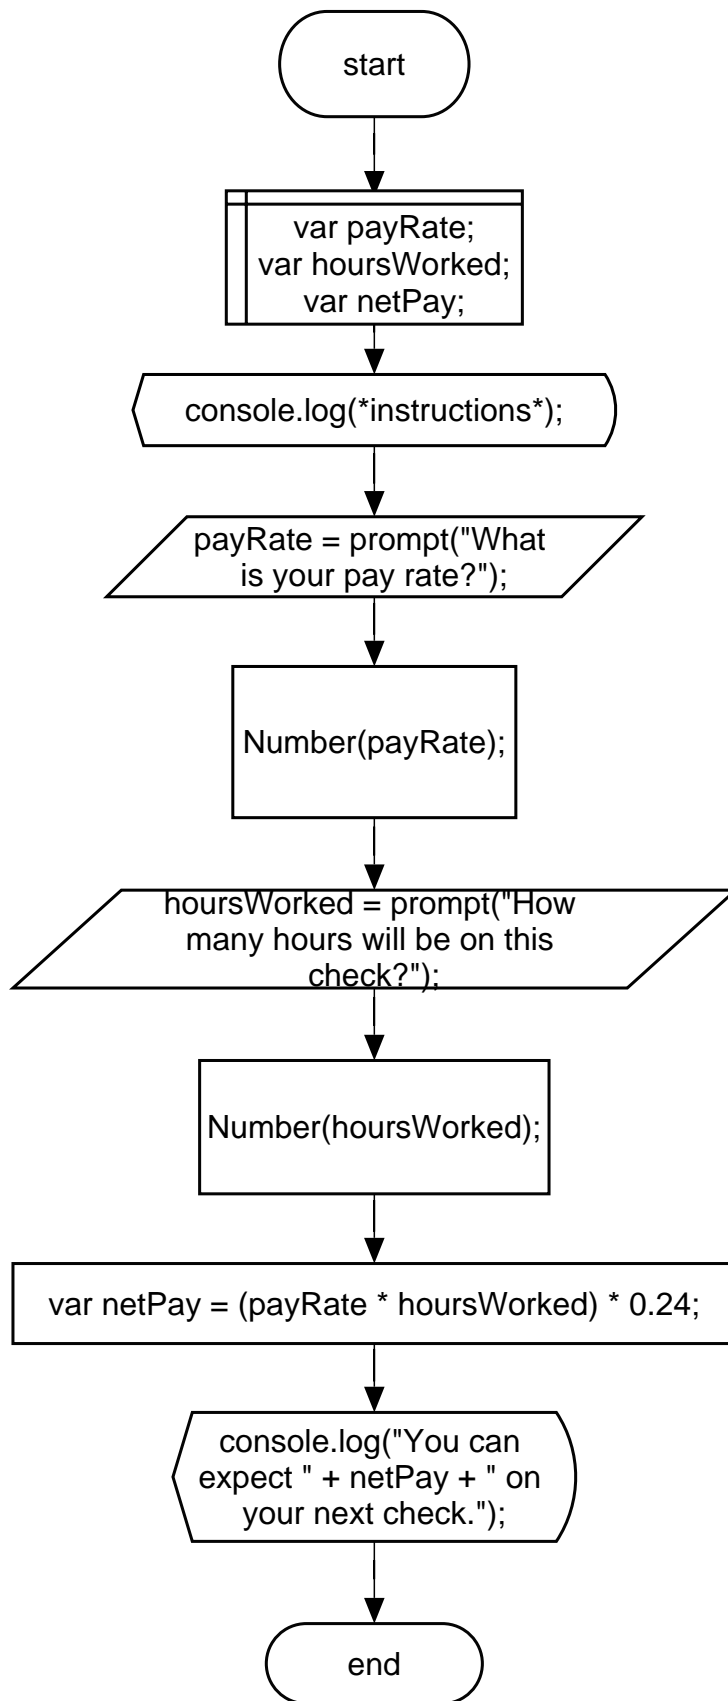 start
var payRate;
var hoursWorked;
var netPay;
console.log(*instructions*);
payRate = prompt("What
is your pay rate?");
Number(payRate);
hoursWorked = prompt("How
many hours will be on this
check?");
Number(hoursWorked);
var netPay = (payRate * hoursWorked) * 0.24;
console.log("You can
expect " + netPay + " on
your next check.");
end